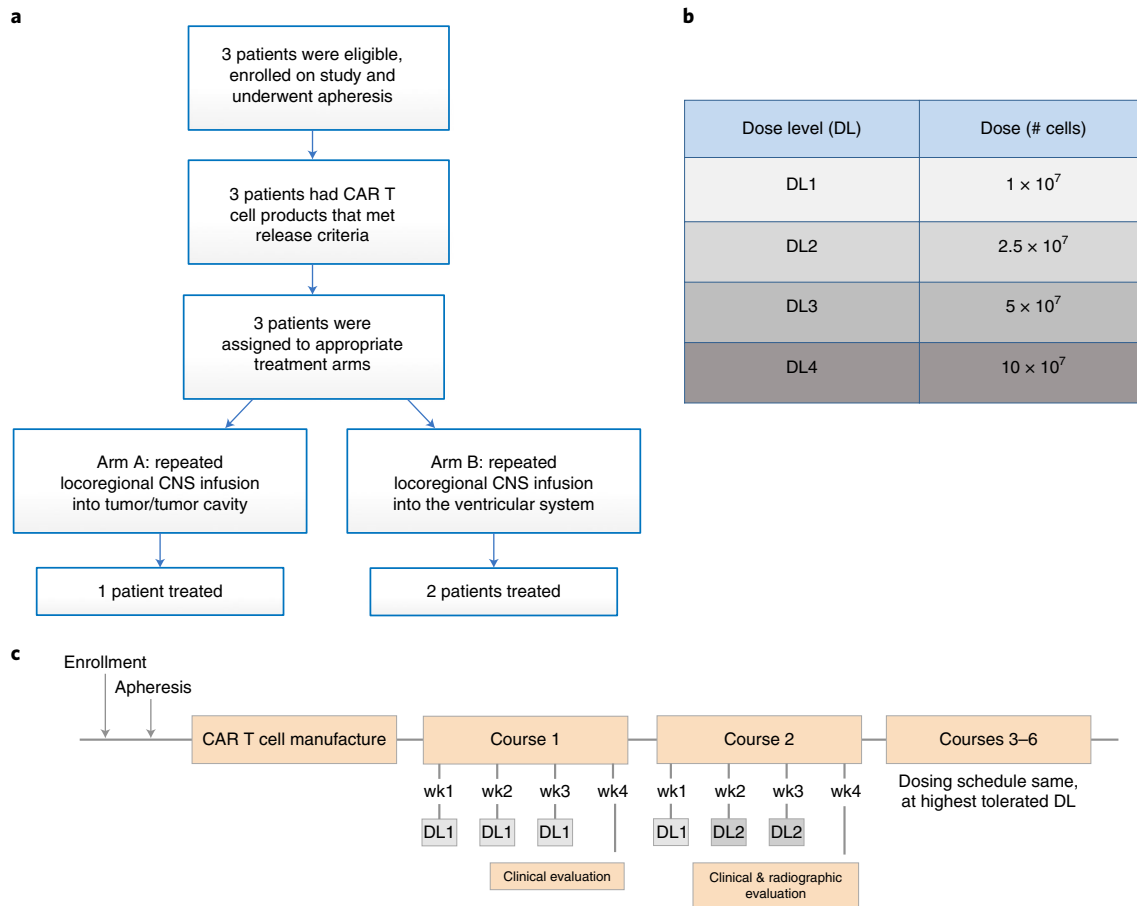 a
3 patients were eligible,
enrolled on study and
underwent apheresis
3 patients had CAR T
cell products that met
release criteria
3 patients were
assigned to appropriate
treatment arms
Arm A: repeated
locoregional CNS infusion
into tumor/tumor cavity
Arm B: repeated
locoregional CNS infusion
into the ventricular system
1 patient treated
2 patients treated
b
Dose level (DL) Dose (# cells)
DL1 1 × 10⁷
DL2 2.5 × 10⁷
DL3 5 × 10⁷
DL4 10 × 10⁷
c
Enrollment
Apheresis
CAR T cell manufacture Course 1 Course 2 Courses 3–6
wk1 wk2 wk3 wk4 wk1 wk2 wk3 wk4
DL1 DL1 DL1 DL1 DL2 DL2
Dosing schedule same,
at highest tolerated DL
Clinical evaluation
Clinical & radiographic
evaluation